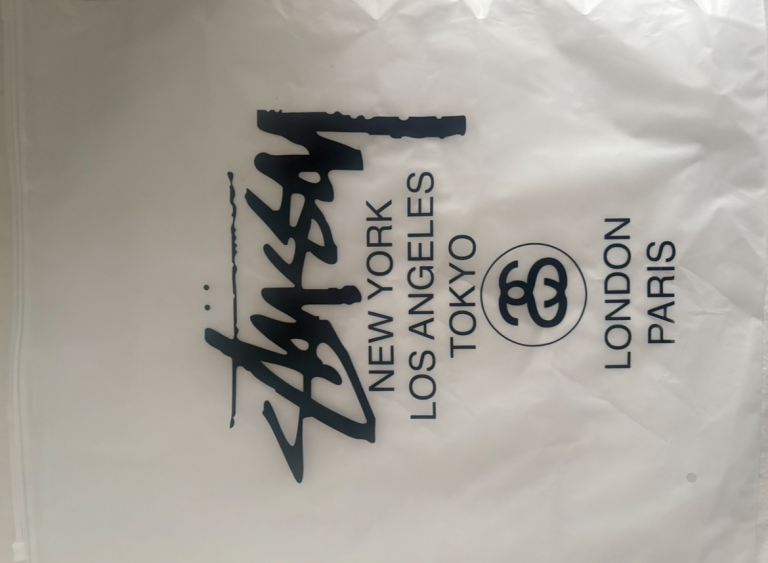 Stüssy
NEW YORK
LOS ANGELES
TOKYO
LONDON
PARIS